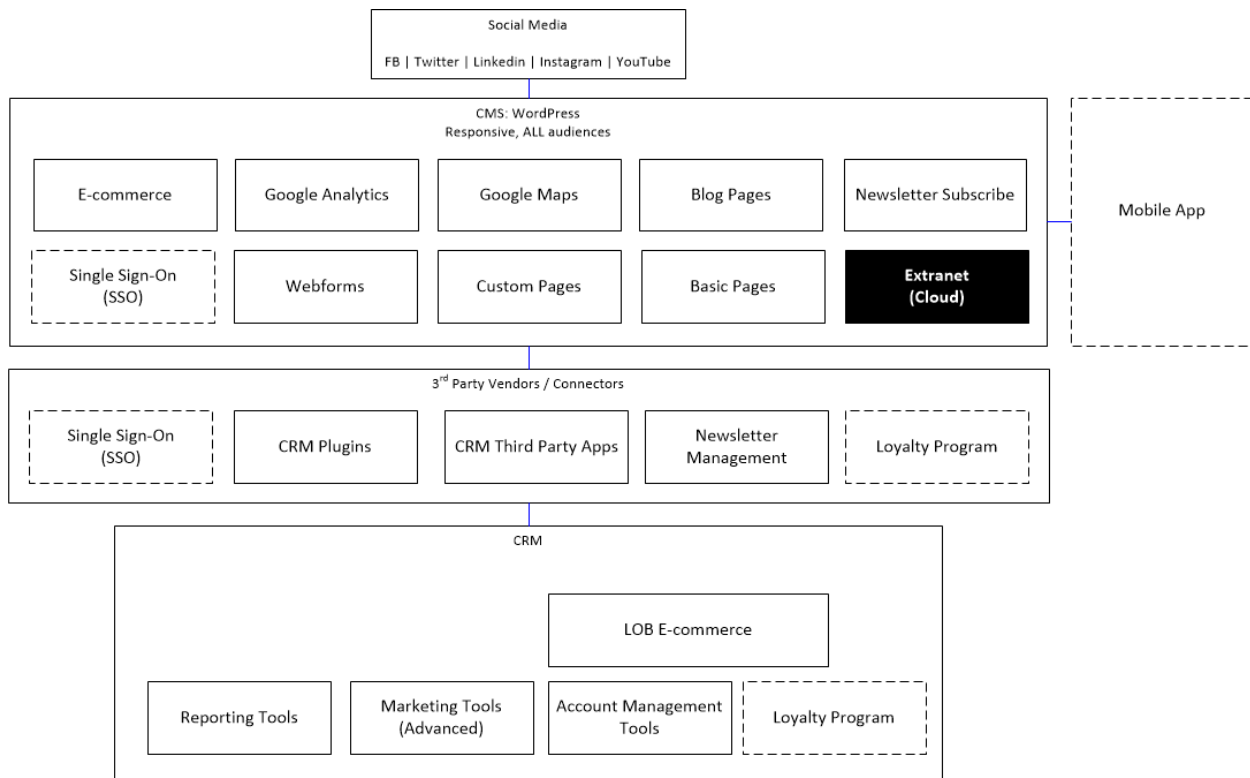 Social Media
FB | Twitter | Linkedin | Instagram | YouTube
CMS: WordPress
Responsive, ALL audiences
E-commerce
Google Analytics
Google Maps
Blog Pages
Newsletter Subscribe
Mobile App
Single Sign-On
(SSO)
Webforms
Custom Pages
Basic Pages
Extranet
(Cloud)
3rd Party Vendors / Connectors
Single Sign-On
(SSO)
CRM Plugins
CRM Third Party Apps
Newsletter
Management
Loyalty Program
CRM
LOB E-commerce
Reporting Tools
Marketing Tools
(Advanced)
Account Management
Tools
Loyalty Program